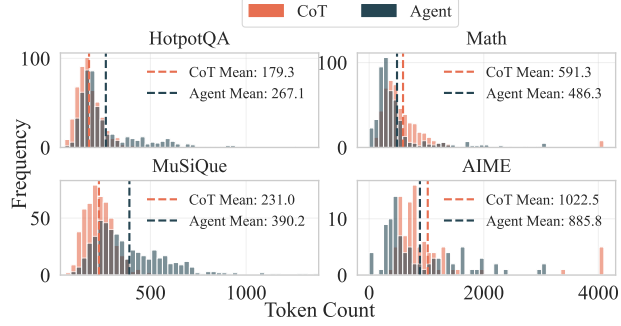 CoT Agent
HotpotQA
Math
Frequency
100
0
CoT Mean: 179.3
Agent Mean: 267.1
100
0
CoT Mean: 591.3
Agent Mean: 486.3
MuSiQue
AIME
50
0
CoT Mean: 231.0
Agent Mean: 390.2
10
0
CoT Mean: 1022.5
Agent Mean: 885.8
500 1000
0 2000 4000
Token Count